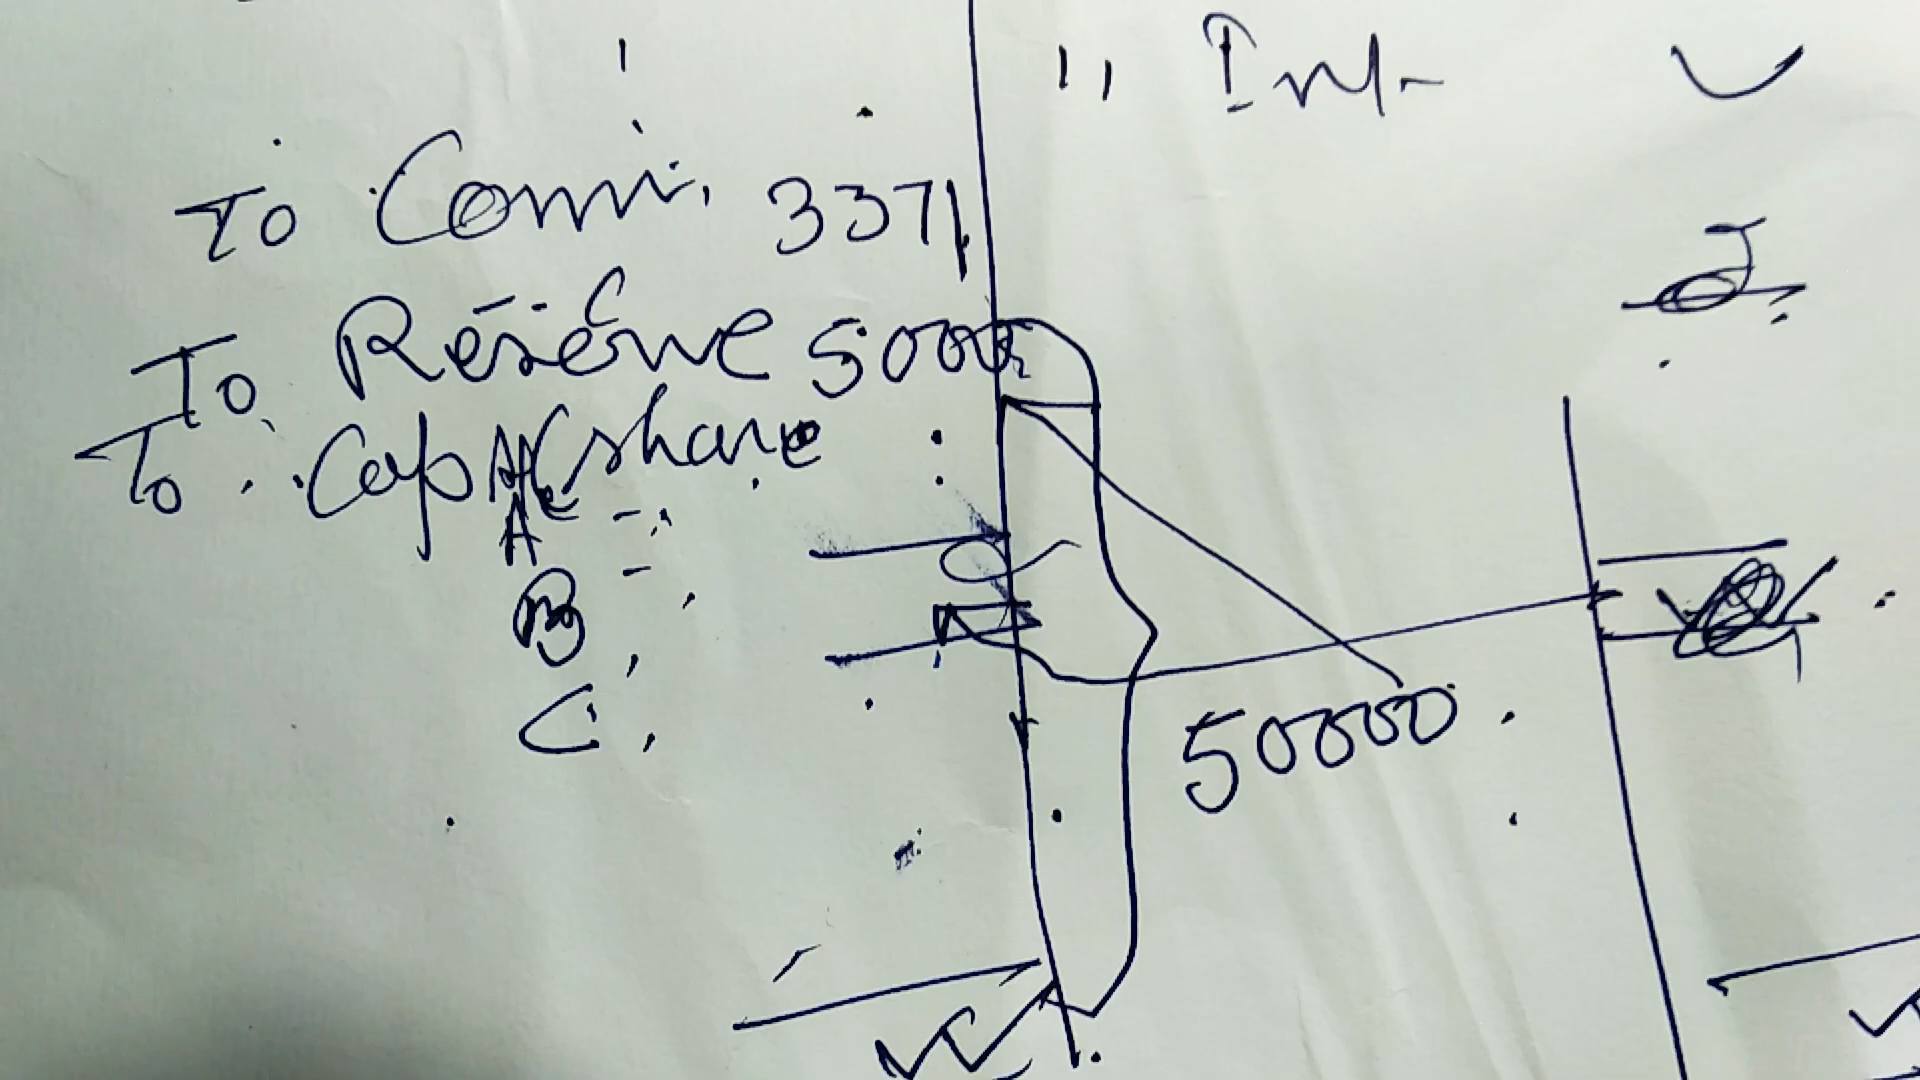 " Int.
To Comm. 3371
To Reserve 5000
To Cap A/c share
A -
B -
C
50000